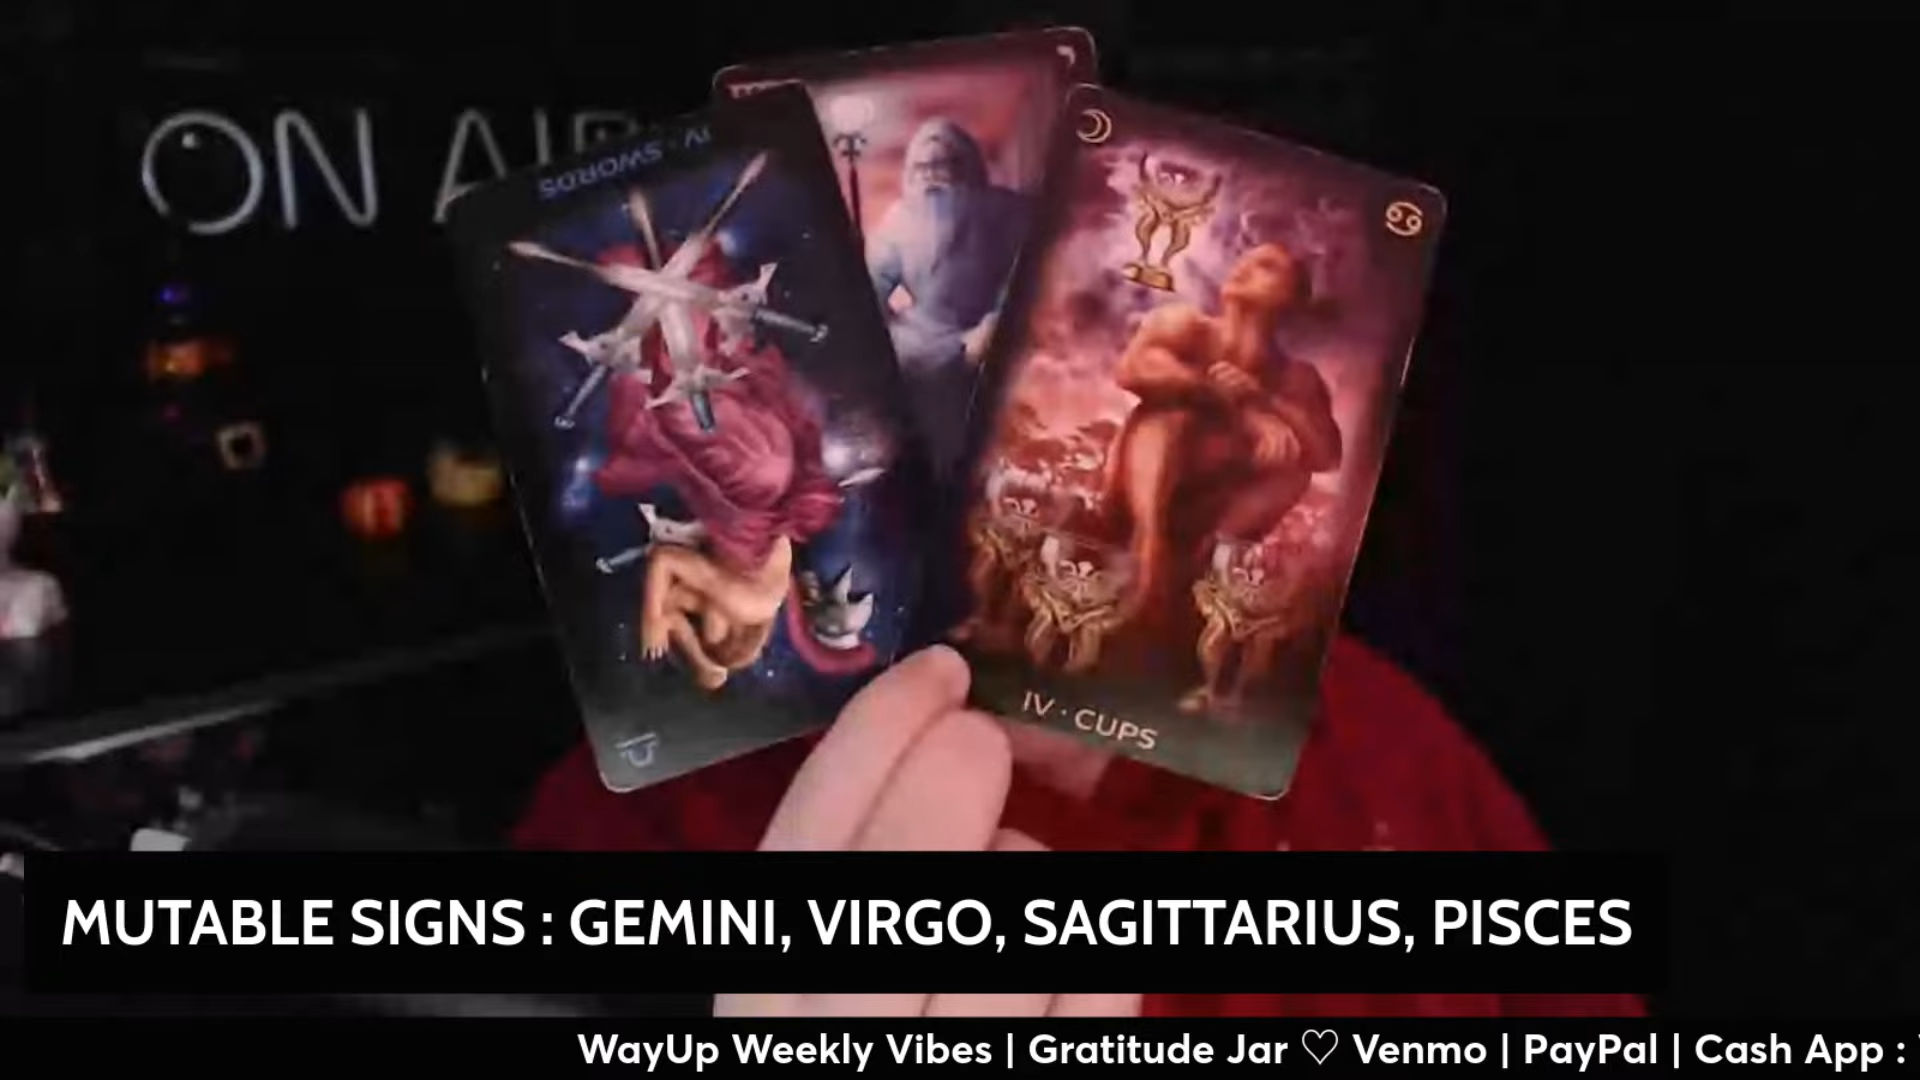 ON AIR
IV · SWORDS
IV · CUPS
MUTABLE SIGNS : GEMINI, VIRGO, SAGITTARIUS, PISCES
WayUp Weekly Vibes | Gratitude Jar ♡ Venmo | PayPal | Cash App :